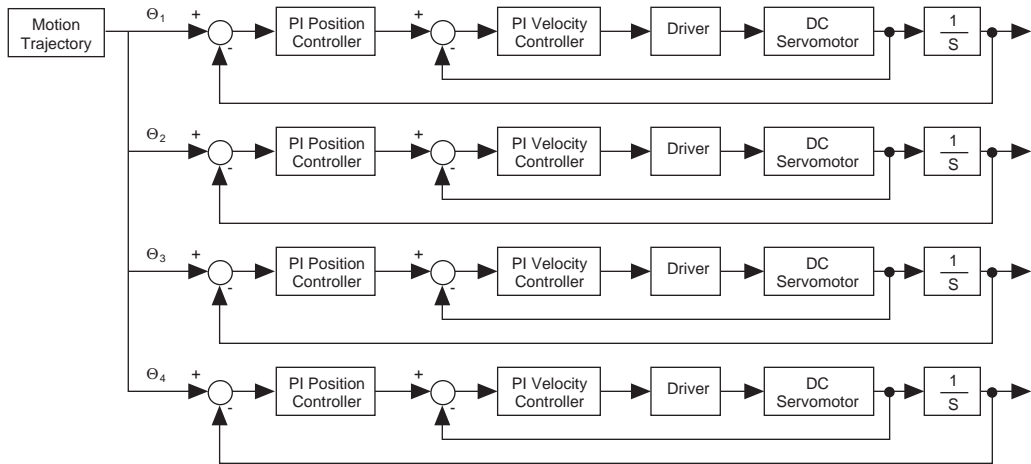 Motion
Trajectory
Θ1
+
-
PI Position
Controller
+
-
PI Velocity
Controller
Driver
DC
Servomotor
1
S
Θ2
+
-
PI Position
Controller
+
-
PI Velocity
Controller
Driver
DC
Servomotor
1
S
Θ3
+
-
PI Position
Controller
+
-
PI Velocity
Controller
Driver
DC
Servomotor
1
S
Θ4
+
-
PI Position
Controller
+
-
PI Velocity
Controller
Driver
DC
Servomotor
1
S